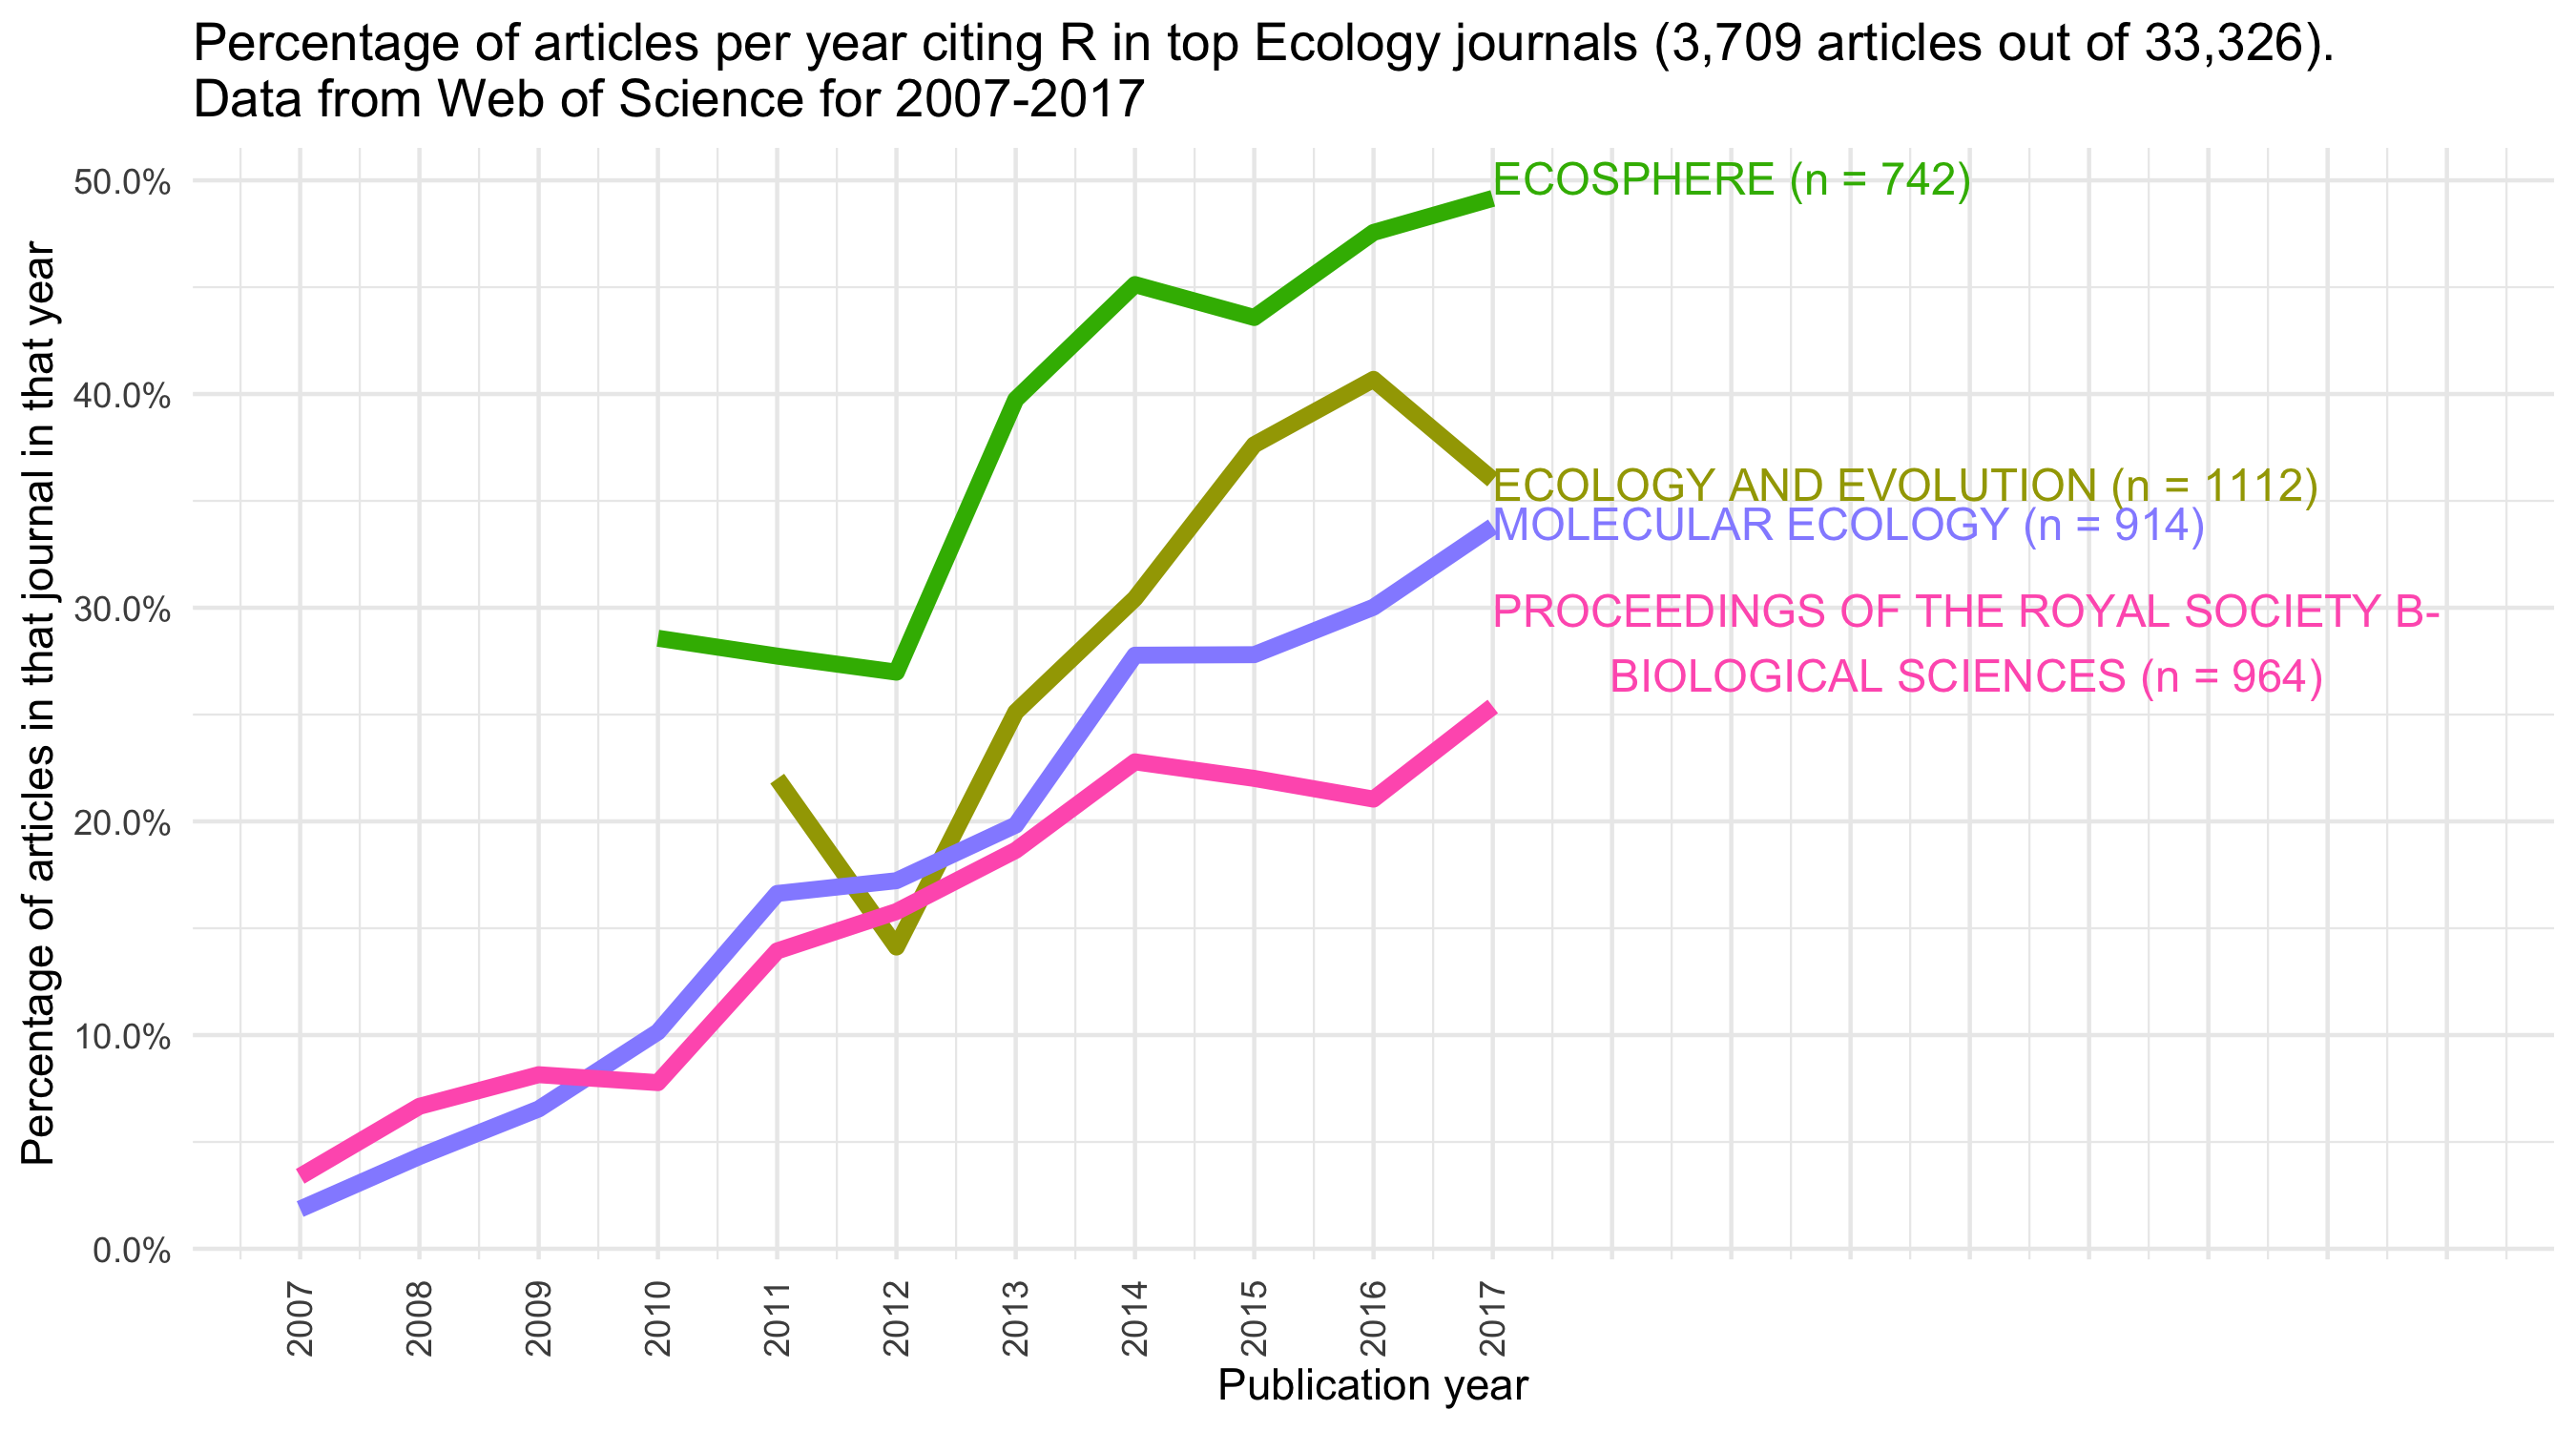 Percentage of articles per year citing R in top Ecology journals (3,709 articles out of 33,326).
Data from Web of Science for 2007-2017
Percentage of articles in that journal in that year
50.0%
40.0%
30.0%
20.0%
10.0%
0.0%
ECOSPHERE (n = 742)
ECOLOGY AND EVOLUTION (n = 1112)
MOLECULAR ECOLOGY (n = 914)
PROCEEDINGS OF THE ROYAL SOCIETY B-
BIOLOGICAL SCIENCES (n = 964)
2007
2008
2009
2010
2011
2012
2013
2014
2015
2016
2017
Publication year